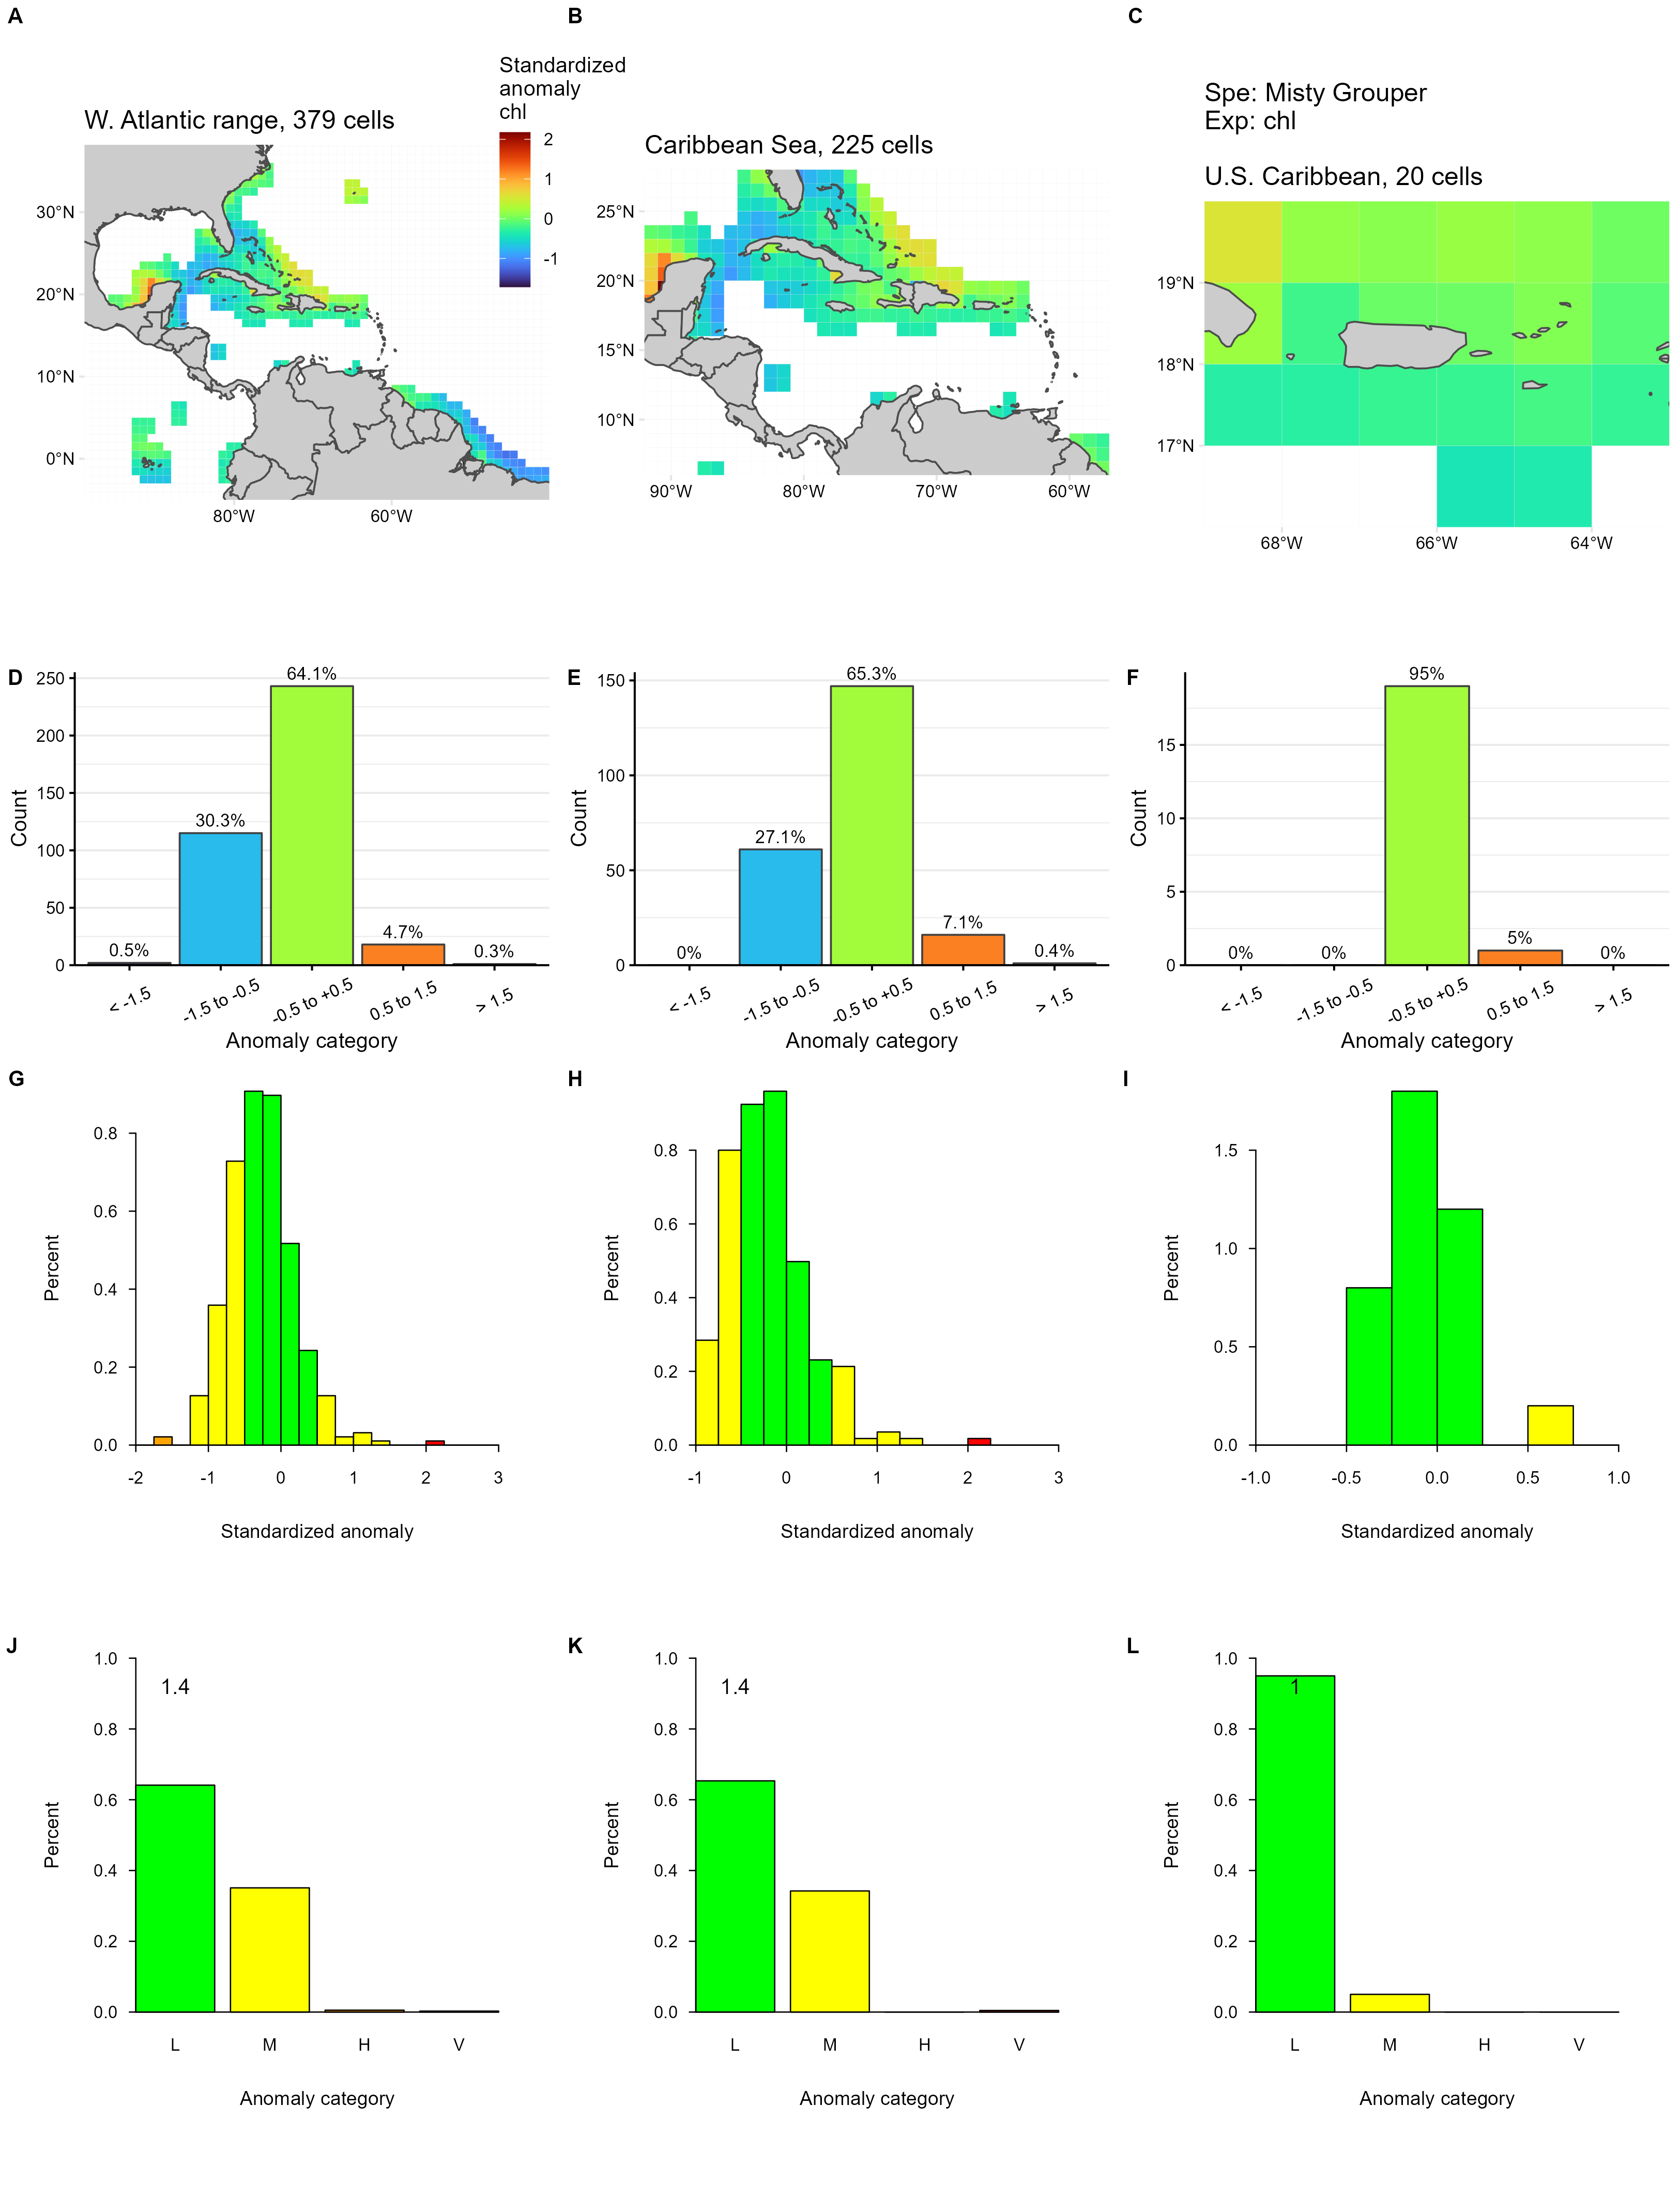 A
B
C
Standardized
anomaly
chl
2
1
0
-1
W. Atlantic range, 379 cells
30°N
20°N
10°N
0°N
80°W
60°W
Caribbean Sea, 225 cells
25°N
20°N
15°N
10°N
90°W
80°W
70°W
60°W
Spe: Misty Grouper
Exp: chl
U.S. Caribbean, 20 cells
19°N
18°N
17°N
68°W
66°W
64°W
D
250
200
150
100
50
0
Count
0.5%
30.3%
64.1%
4.7%
0.3%
< -1.5
-1.5 to -0.5
-0.5 to +0.5
0.5 to 1.5
> 1.5
Anomaly category
E
150
100
50
0
Count
0%
27.1%
65.3%
7.1%
0.4%
< -1.5
-1.5 to -0.5
-0.5 to +0.5
0.5 to 1.5
> 1.5
Anomaly category
F
15
10
5
0
Count
0%
0%
95%
5%
0%
< -1.5
-1.5 to -0.5
-0.5 to +0.5
0.5 to 1.5
> 1.5
Anomaly category
G
0.8
0.6
0.4
0.2
0.0
Percent
-2
-1
0
1
2
3
Standardized anomaly
H
0.8
0.6
0.4
0.2
0.0
Percent
-1
0
1
2
3
Standardized anomaly
I
1.5
1.0
0.5
0.0
Percent
-1.0
-0.5
0.0
0.5
1.0
Standardized anomaly
J
1.0
0.8
0.6
0.4
0.2
0.0
Percent
1.4
L
M
H
V
Anomaly category
K
1.0
0.8
0.6
0.4
0.2
0.0
Percent
1.4
L
M
H
V
Anomaly category
L
1.0
0.8
0.6
0.4
0.2
0.0
Percent
1
L
M
H
V
Anomaly category